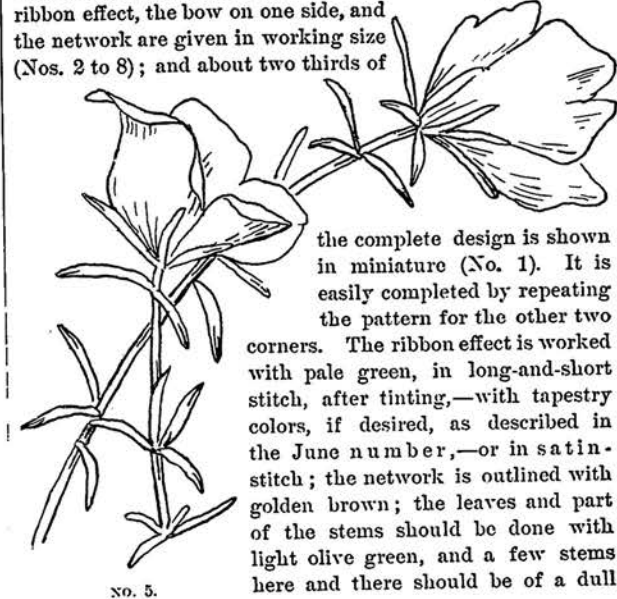 ribbon effect, the bow on one side, and
the network are given in working size
(Nos. 2 to 8); and about two thirds of
the complete design is shown
in miniature (No. 1). It is
easily completed by repeating
the pattern for the other two
corners. The ribbon effect is worked
with pale green, in long-and-short
stitch, after tinting,—with tapestry
colors, if desired, as described in
the June number,—or in satin-
stitch; the network is outlined with
golden brown; the leaves and part
of the stems should be done with
light olive green, and a few stems
here and there should be of a dull
NO. 5.